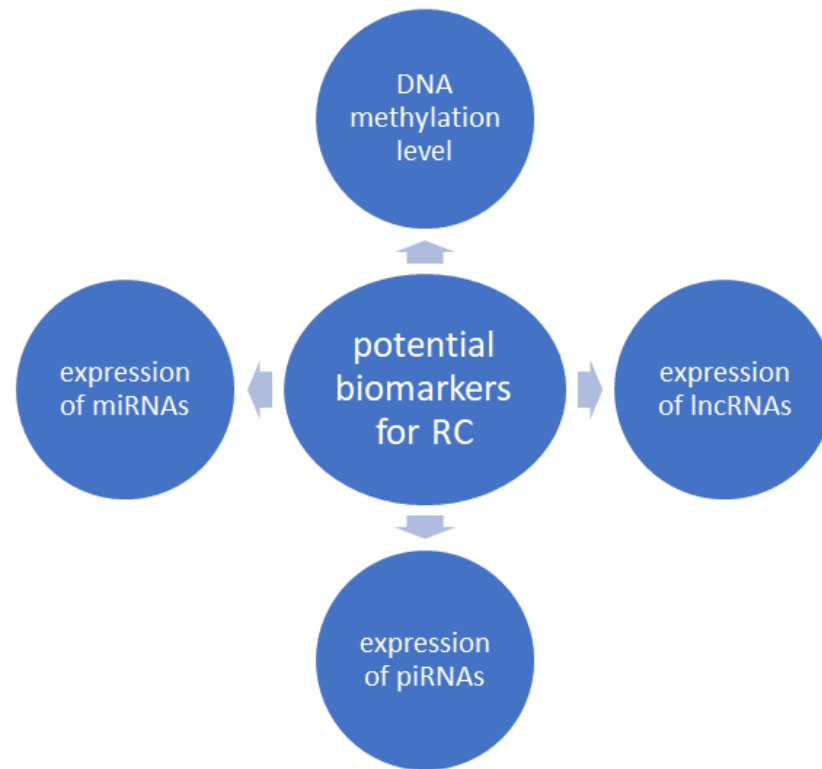 DNA
methylation
level
expression
of miRNAs
potential
biomarkers
for RC
expression
of lncRNAs
expression
of piRNAs